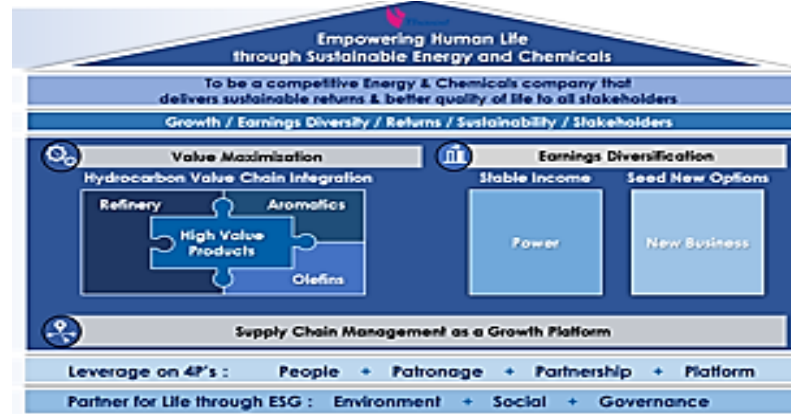 Empowering Human Life
through Sustainable Energy and Chemicals
To be a competitive Energy & Chemicals company that
delivers sustainable returns & better quality of life to all stakeholders
Growth / Earnings Diversity / Returns / Sustainability / Stakeholders
Value Maximization
Hydrocarbon Value Chain Integration
Refinery
Aromatics
High Value
Products
Olefins
Earnings Diversification
Stable Income
Seed New Options
Power
New Business
Supply Chain Management as a Growth Platform
Leverage on 4P's : People + Patronage + Partnership + Platform
Partner for Life through ESG : Environment + Social + Governance